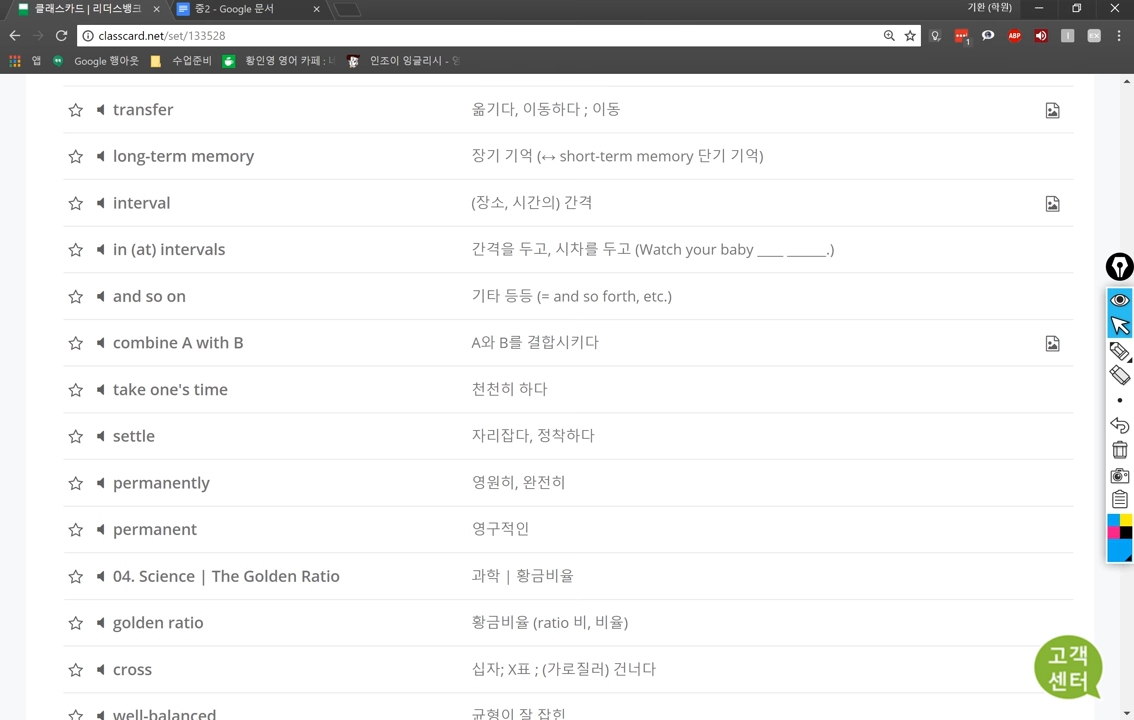 클래스카드 | 리더스뱅크
중2 - Google 문서
기환 (학원)
classcard.net/set/133528
앱
Google 행아웃
수업준비
황인영 영어 카페 : 네
인조이 잉글리시 -
1
ABP
transfer 옮기다, 이동하다 ; 이동
long-term memory 장기 기억 (↔ short-term memory 단기 기억)
interval (장소, 시간의) 간격
in (at) intervals 간격을 두고, 시차를 두고 (Watch your baby ____ ______.)
and so on 기타 등등 (= and so forth, etc.)
combine A with B A와 B를 결합시키다
take one's time 천천히 하다
settle 자리잡다, 정착하다
permanently 영원히, 완전히
permanent 영구적인
04. Science | The Golden Ratio 과학 | 황금비율
golden ratio 황금비율 (ratio 비, 비율)
cross 십자; X표 ; (가로질러) 건너다
well-balanced 균형이 잘 잡힌
고객
센터